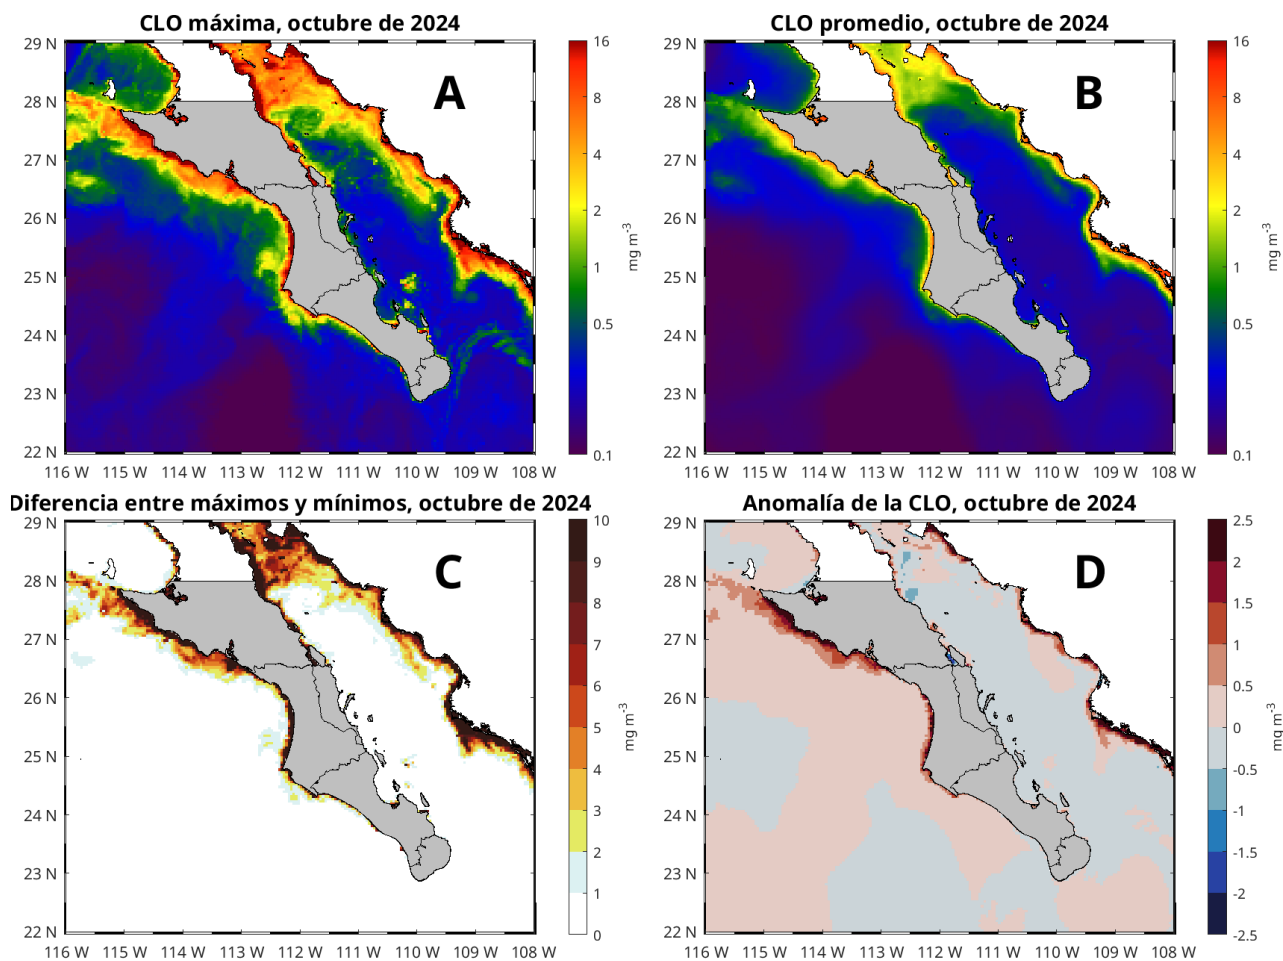 CLO máxima, octubre de 2024
29 N
28 N
27 N
26 N
25 N
24 N
23 N
22 N
116 W 115 W 114 W 113 W 112 W 111 W 110 W 109 W 108 W
A
16
8
4
2
1
0.5
0.1
mg m-3
CLO promedio, octubre de 2024
29 N
28 N
27 N
26 N
25 N
24 N
23 N
22 N
116 W 115 W 114 W 113 W 112 W 111 W 110 W 109 W 108 W
B
16
8
4
2
1
0.5
0.1
mg m-3
Diferencia entre máximos y mínimos, octubre de 2024
29 N
28 N
27 N
26 N
25 N
24 N
23 N
22 N
116 W 115 W 114 W 113 W 112 W 111 W 110 W 109 W 108 W
C
10
9
8
7
6
5
4
3
2
1
0
mg m-3
Anomalía de la CLO, octubre de 2024
29 N
28 N
27 N
26 N
25 N
24 N
23 N
22 N
116 W 115 W 114 W 113 W 112 W 111 W 110 W 109 W 108 W
D
2.5
2
1.5
1
0.5
0
-0.5
-1
-1.5
-2
-2.5
mg m-3